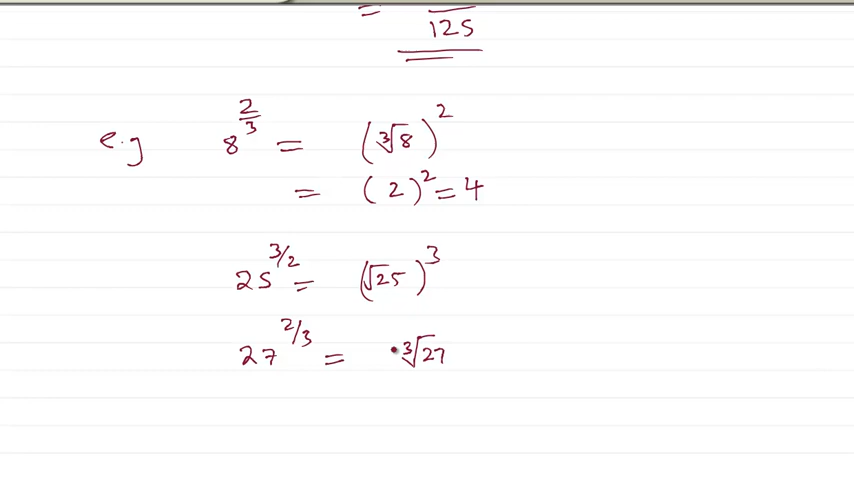 =
125
e.g 8^{2/3} = (∛8)^2
= (2)^2 = 4
25^{3/2} = (√25)^3
27^{2/3} = ∛27